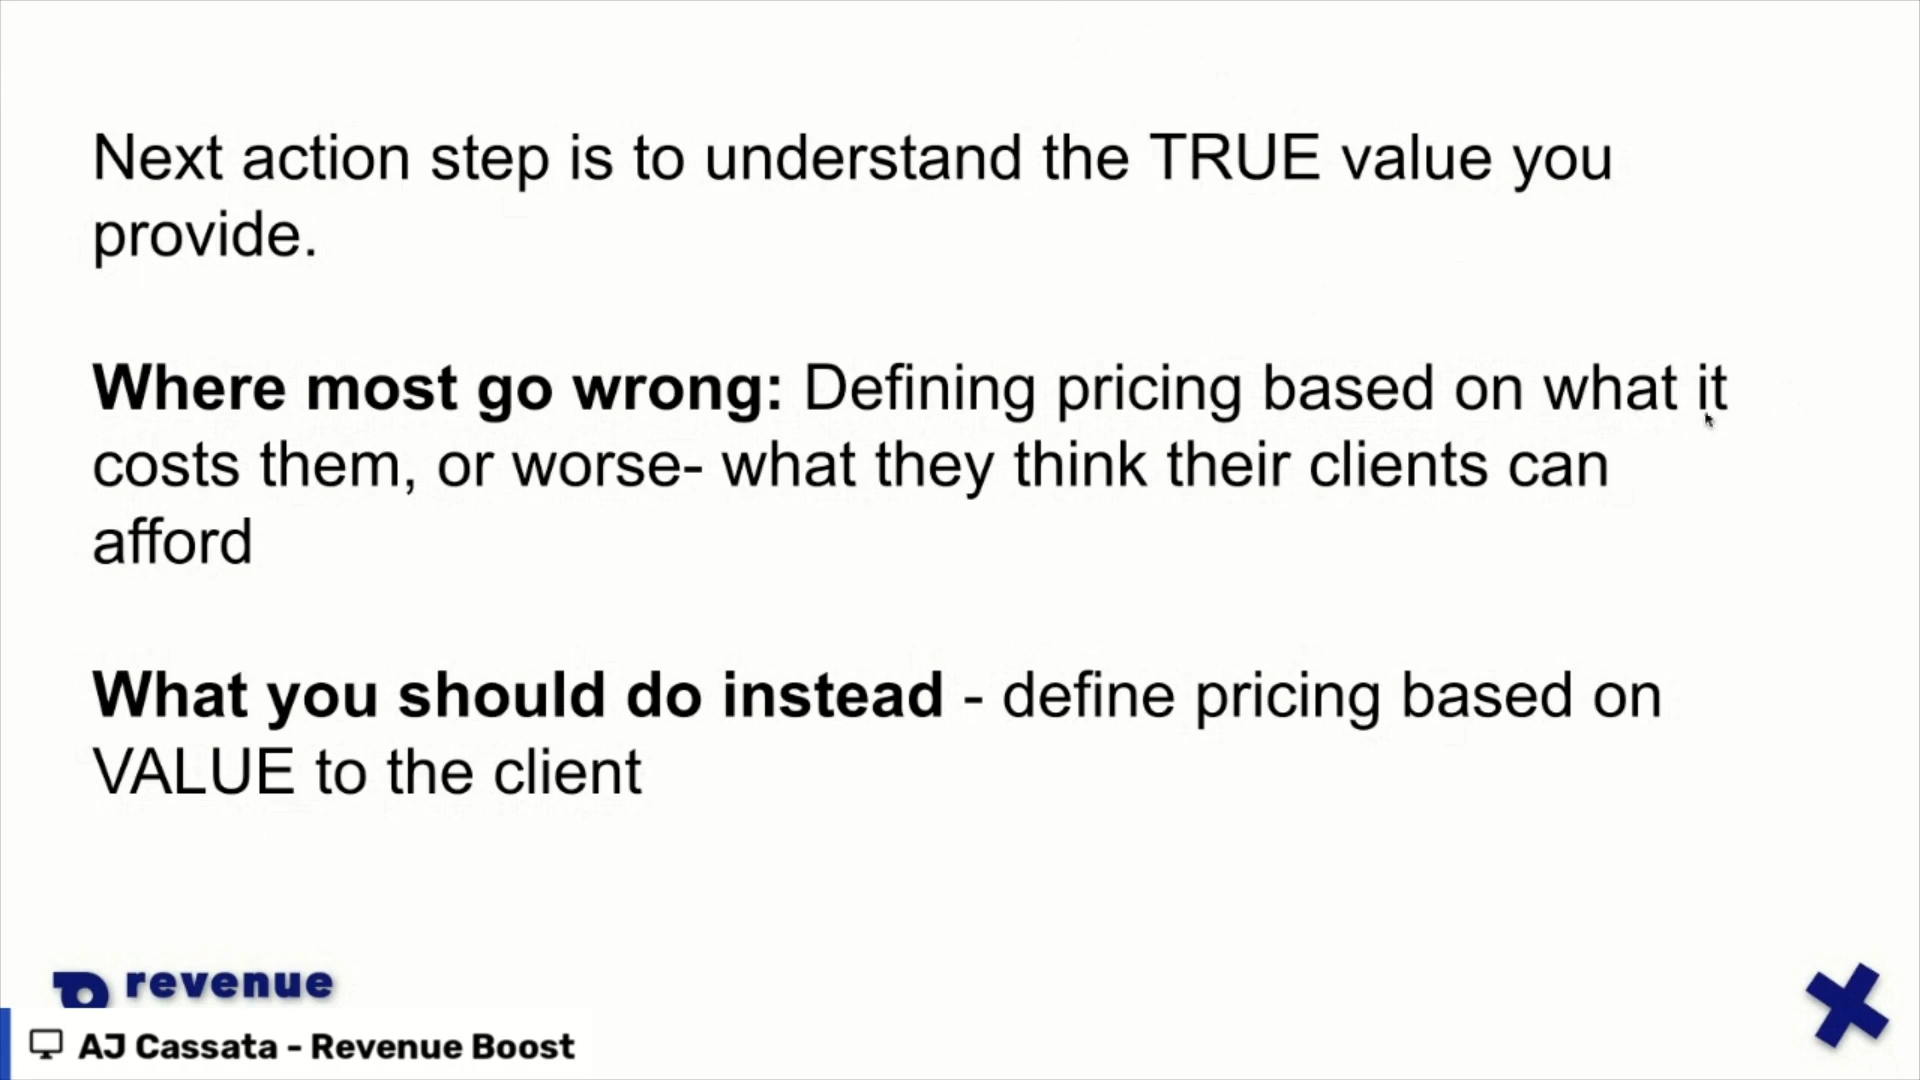 Next action step is to understand the TRUE value you
provide.
Where most go wrong: Defining pricing based on what it
costs them, or worse- what they think their clients can
afford
What you should do instead - define pricing based on
VALUE to the client
revenue
AJ Cassata - Revenue Boost